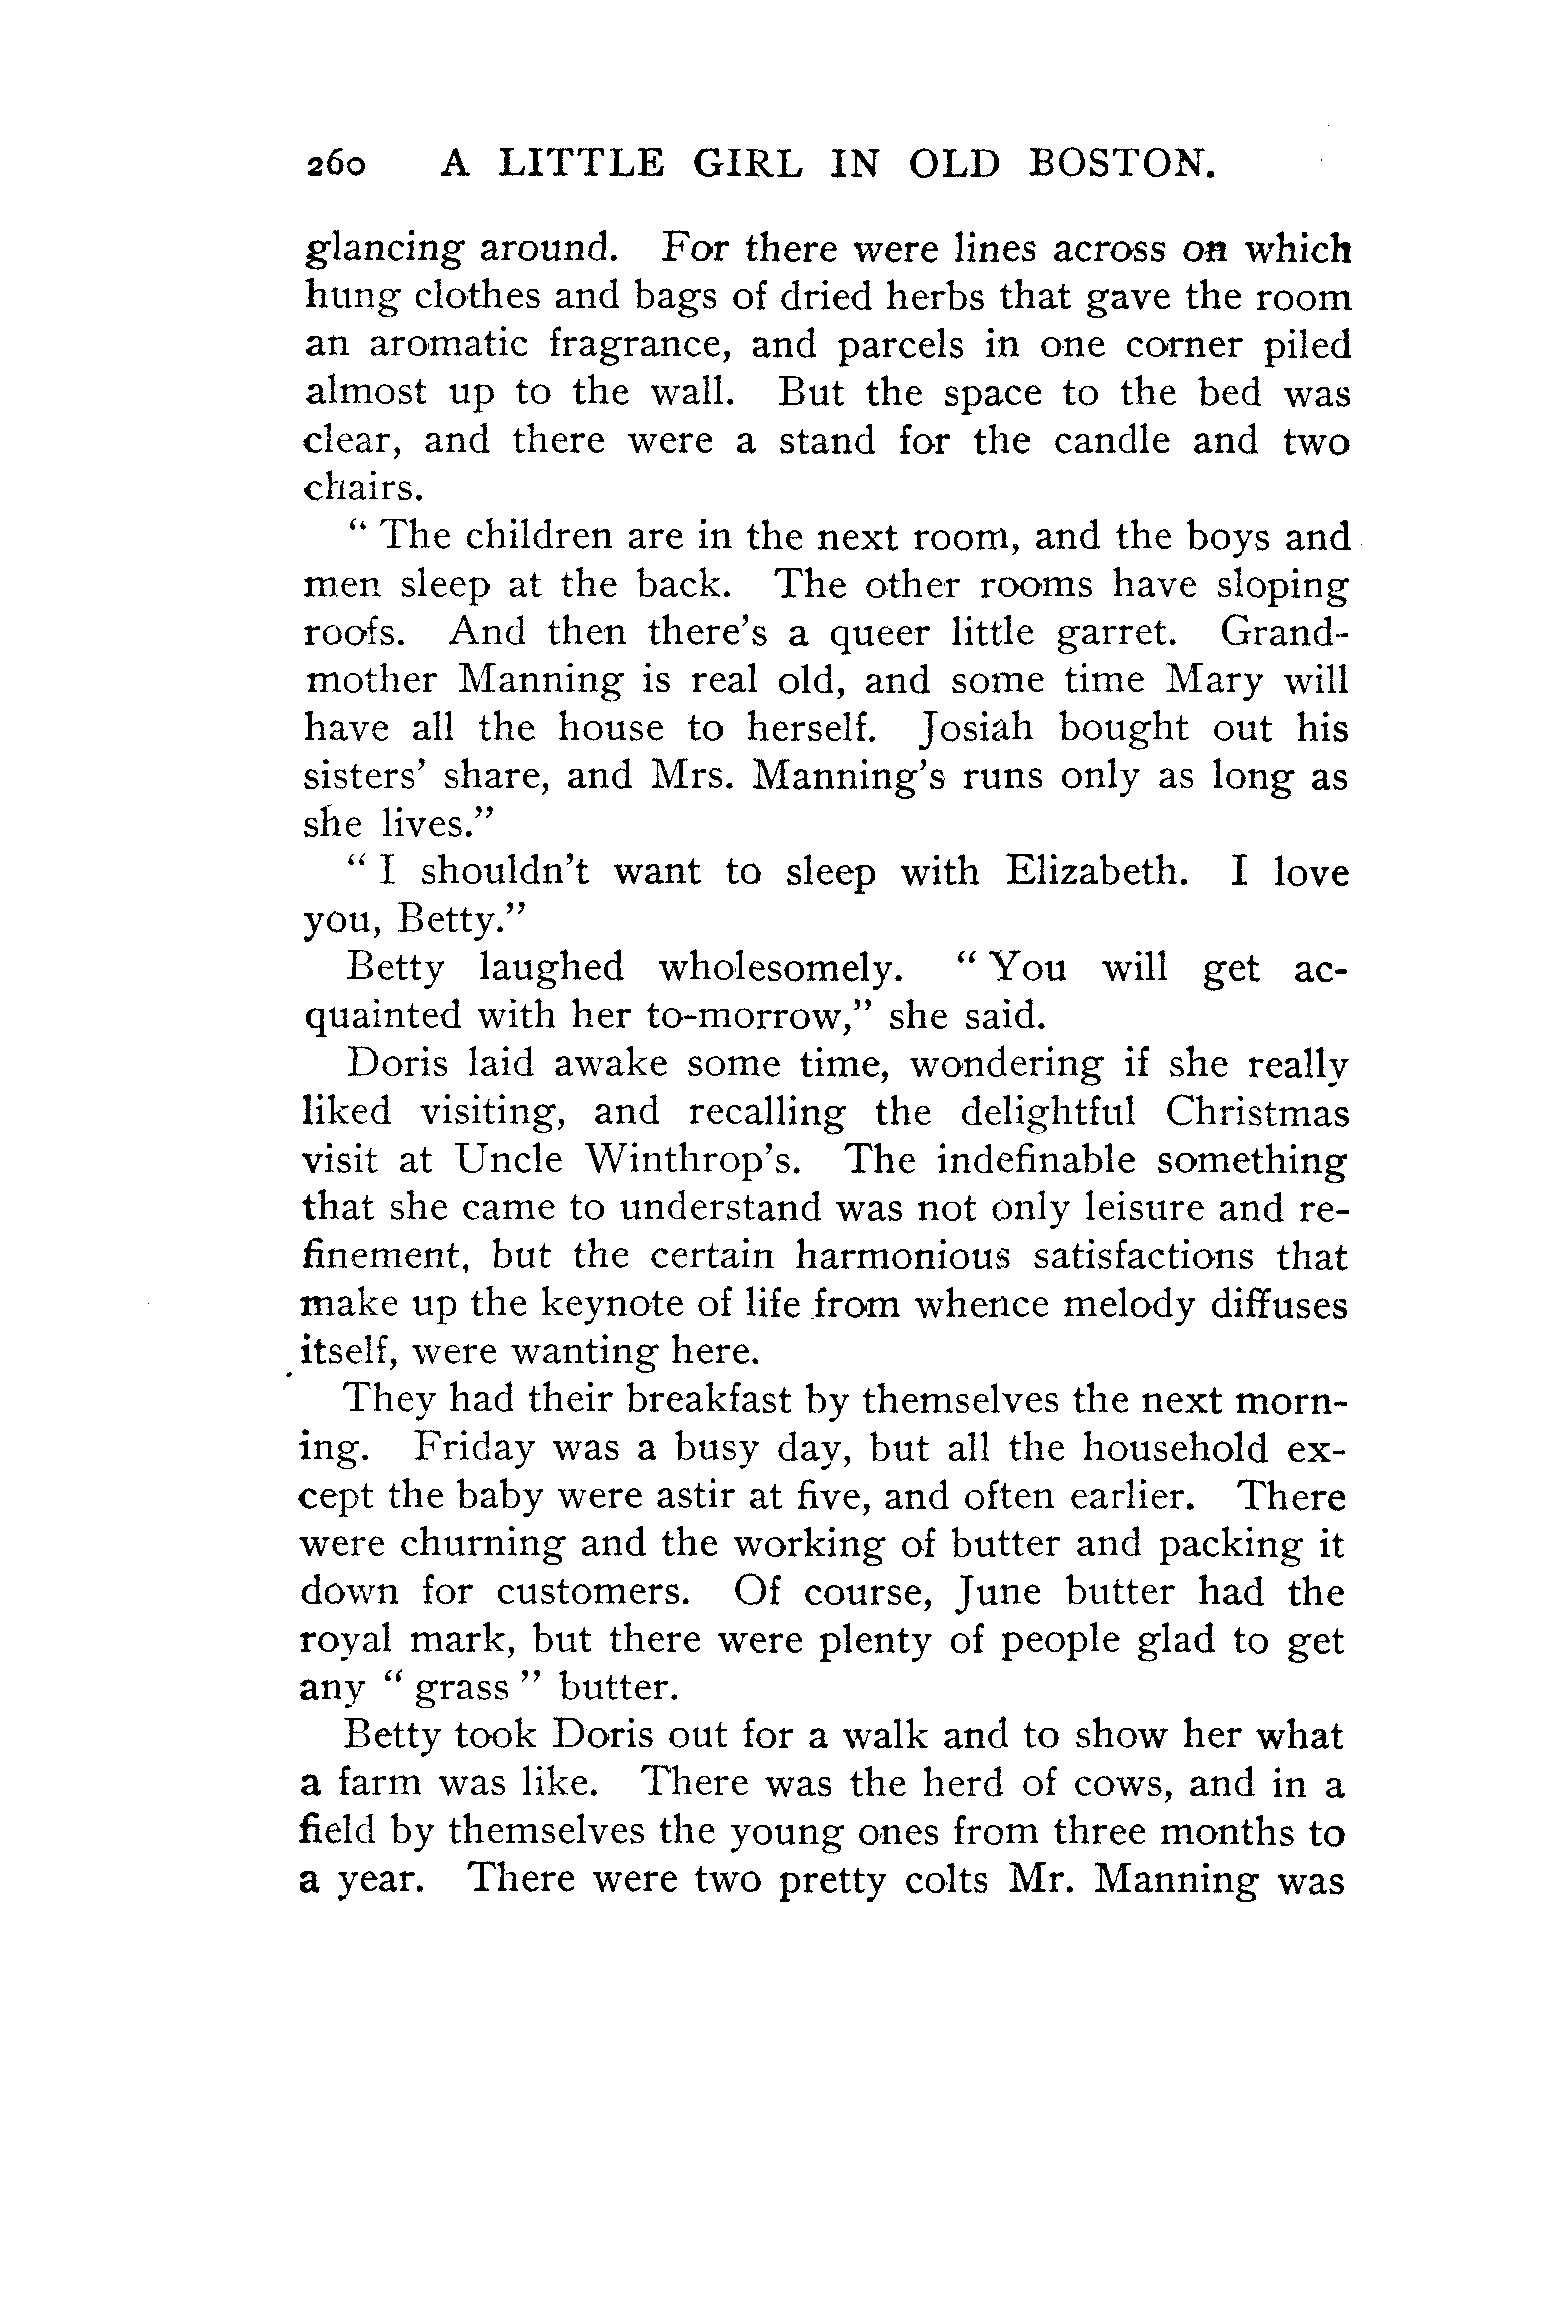 260 A LITTLE GIRL IN OLD BOSTON.
glancing around. For there were lines across on which
hung clothes and bags of dried herbs that gave the room
an aromatic fragrance, and parcels in one corner piled
almost up to the wall. But the space to the bed was
clear, and there were a stand for the candle and two
chairs.
“ The children are in the next room, and the boys and
men sleep at the back. The other rooms have sloping
roofs. And then there’s a queer little garret. Grand-
mother Manning is real old, and some time Mary will
have all the house to herself. Josiah bought out his
sisters’ share, and Mrs. Manning’s runs only as long as
she lives.”
“ I shouldn’t want to sleep with Elizabeth. I love
you, Betty.”
Betty laughed wholesomely. “ You will get ac-
quainted with her to-morrow,” she said.
Doris laid awake some time, wondering if she really
liked visiting, and recalling the delightful Christmas
visit at Uncle Winthrop’s. The indefinable something
that she came to understand was not only leisure and re-
finement, but the certain harmonious satisfactions that
make up the keynote of life from whence melody diffuses
itself, were wanting here.
They had their breakfast by themselves the next morn-
ing. Friday was a busy day, but all the household ex-
cept the baby were astir at five, and often earlier. There
were churning and the working of butter and packing it
down for customers. Of course, June butter had the
royal mark, but there were plenty of people glad to get
any “ grass ” butter.
Betty took Doris out for a walk and to show her what
a farm was like. There was the herd of cows, and in a
field by themselves the young ones from three months to
a year. There were two pretty colts Mr. Manning was